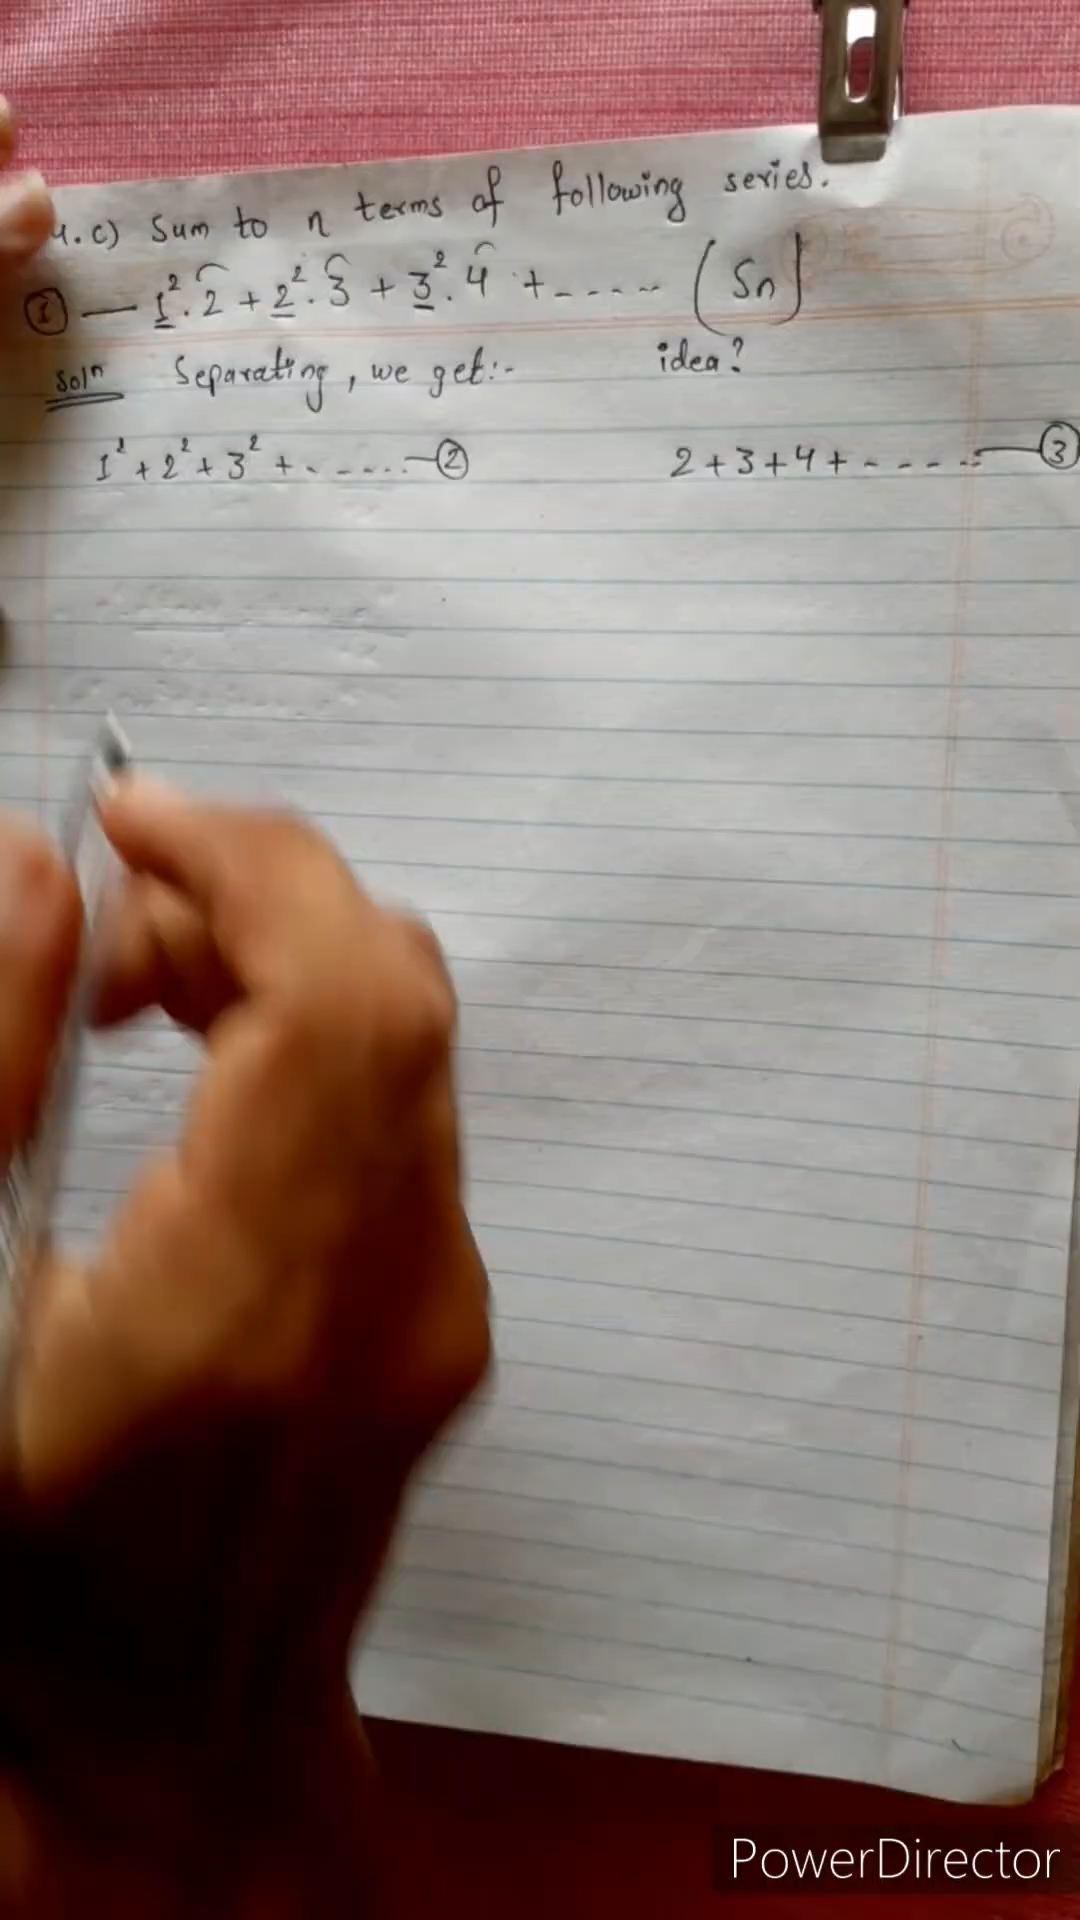 4.c) Sum to n terms of following series.
① — 1².2 + 2².3 + 3².4 + ----- (Sn)
Solⁿ Separating, we get:- idea?
1² + 2² + 3² + ------ — ② 2+3+4+ ----- — ③
PowerDirector